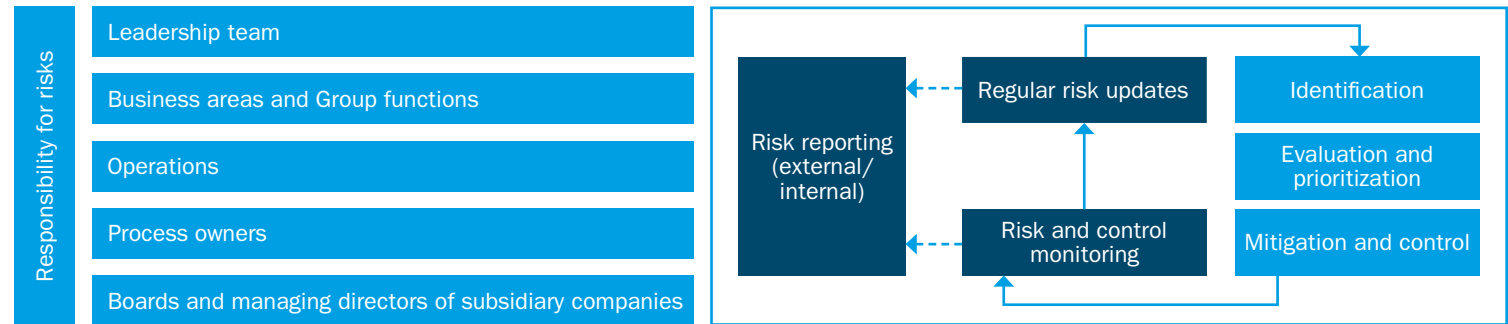 Responsibility for risks
Leadership team
Business areas and Group functions
Operations
Process owners
Boards and managing directors of subsidiary companies
Risk reporting
(external/
internal)
Regular risk updates
Risk and control
monitoring
Identification
Evaluation and
prioritization
Mitigation and control